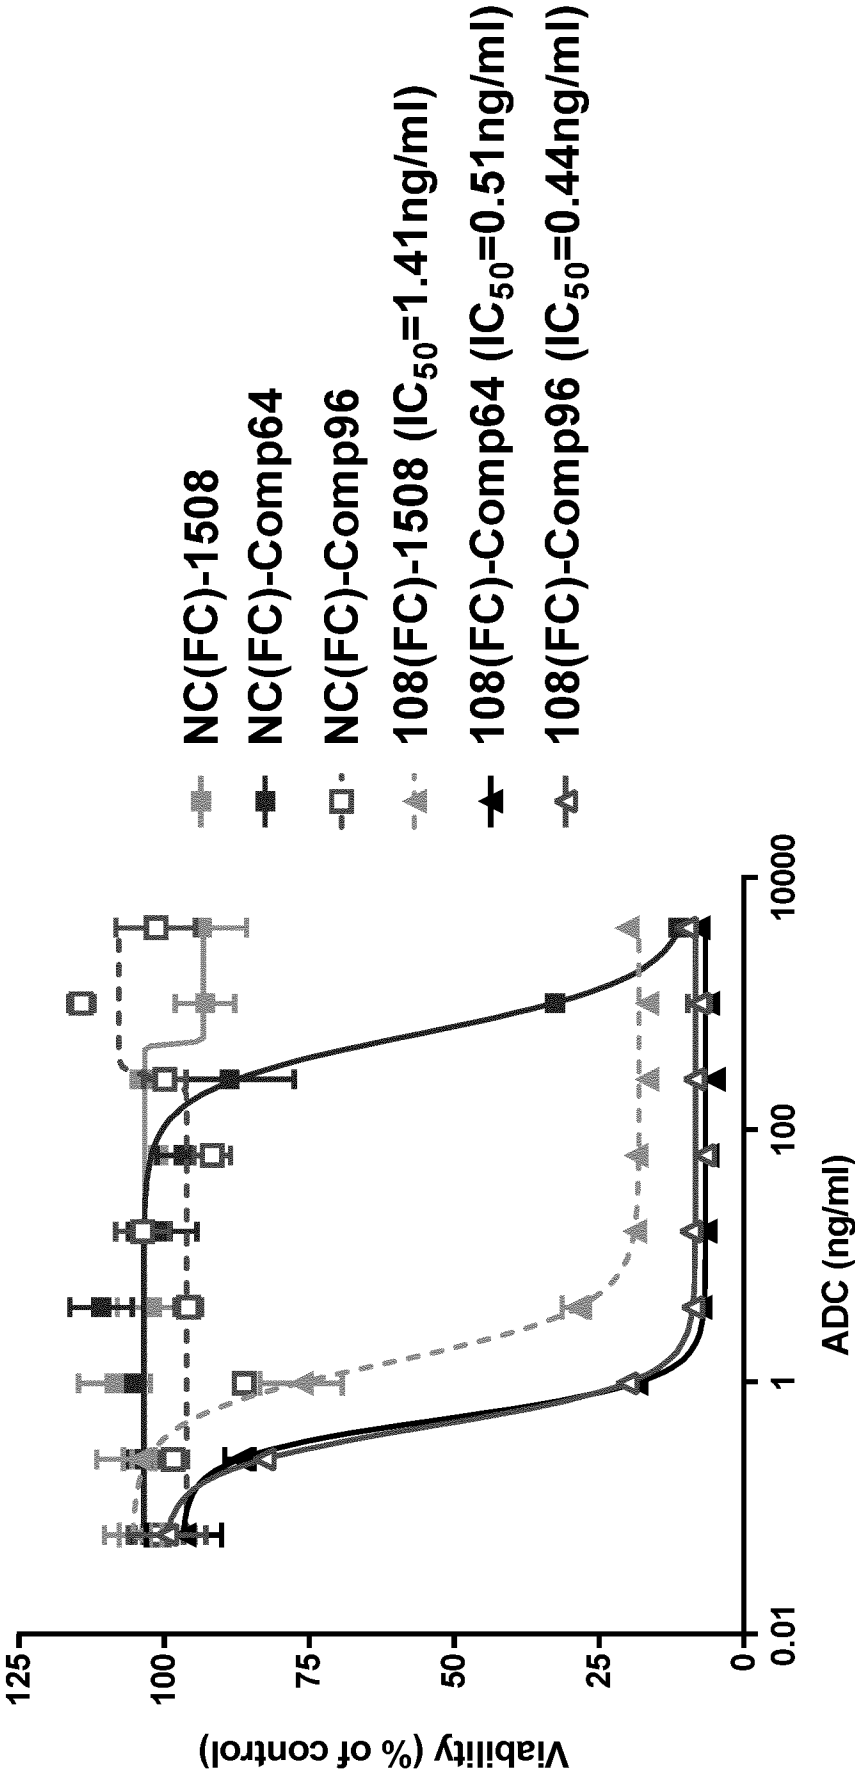 Viability (% of control)
125
100
75
50
25
0
0.01
1
100
10000
ADC (ng/ml)
NC(FC)-1508
NC(FC)-Comp64
NC(FC)-Comp96
108(FC)-1508 (IC50=1.41ng/ml)
108(FC)-Comp64 (IC50=0.51ng/ml)
108(FC)-Comp96 (IC50=0.44ng/ml)